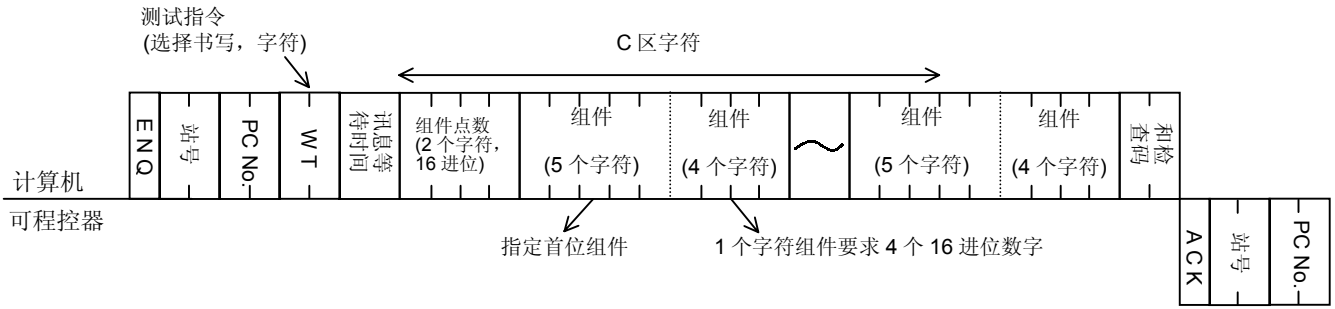 测试指令
(选择书写，字符)
C 区字符
ENQ
站号
PC No.
WT
讯息等
待时间
组件点数
(2 个字符，
16 进位)
组件
(5 个字符)
组件
(4 个字符)
组件
(5 个字符)
组件
(4 个字符)
和检
查码
计算机
可程控器
指定首位组件
1 个字符组件要求 4 个 16 进位数字
ACK
站号
PC No.